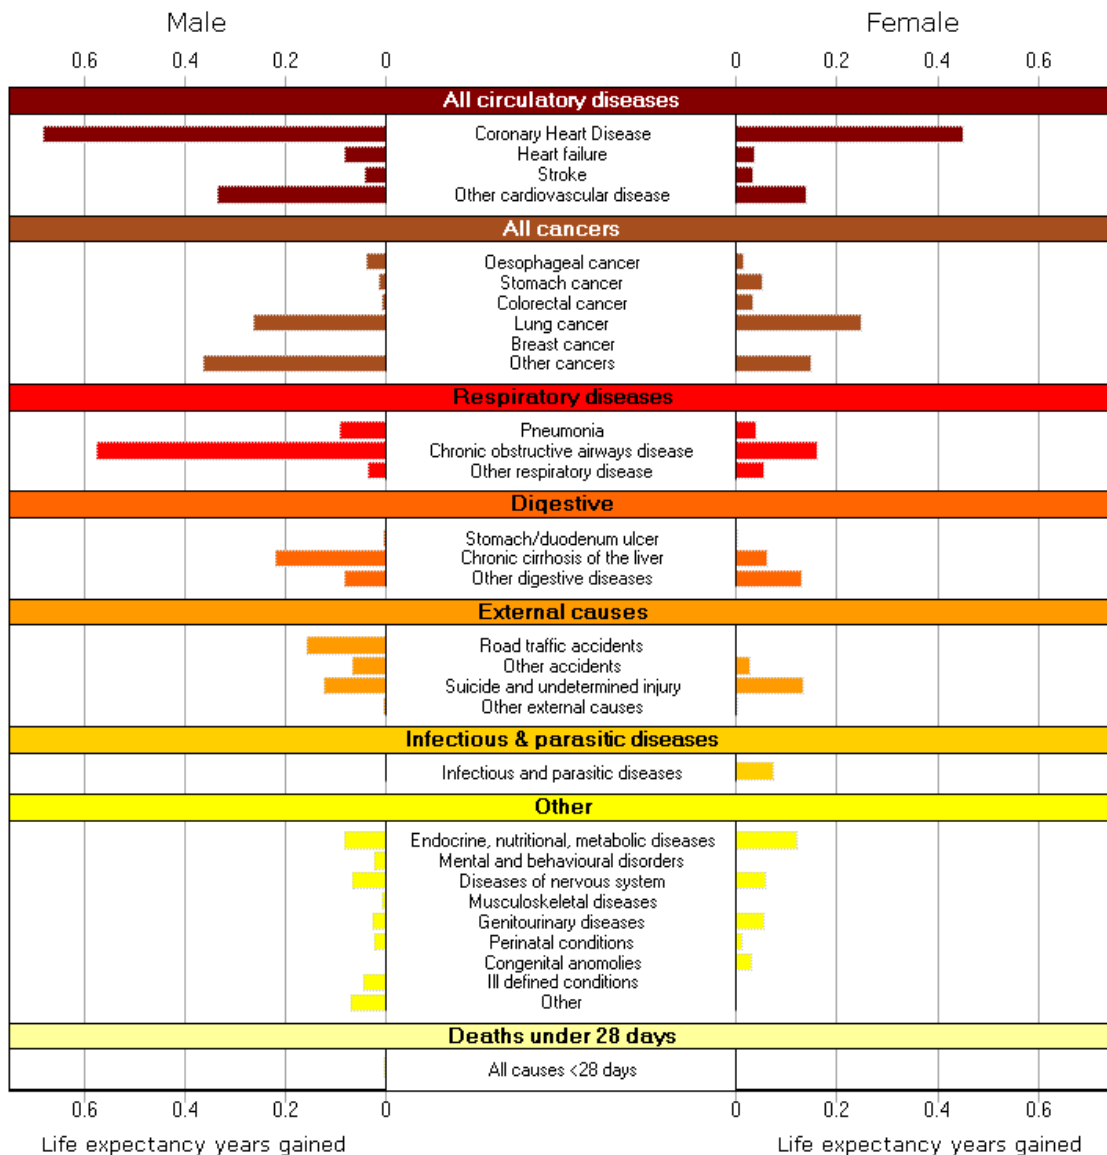 Male Female
0.6 0.4 0.2 0 0 0.2 0.4 0.6
All circulatory diseases
Coronary Heart Disease
Heart failure
Stroke
Other cardiovascular disease
All cancers
Oesophageal cancer
Stomach cancer
Colorectal cancer
Lung cancer
Breast cancer
Other cancers
Respiratory diseases
Pneumonia
Chronic obstructive airways disease
Other respiratory disease
Digestive
Stomach/duodenum ulcer
Chronic cirrhosis of the liver
Other digestive diseases
External causes
Road traffic accidents
Other accidents
Suicide and undetermined injury
Other external causes
Infectious & parasitic diseases
Infectious and parasitic diseases
Other
Endocrine, nutritional, metabolic diseases
Mental and behavioural disorders
Diseases of nervous system
Musculoskeletal diseases
Genitourinary diseases
Perinatal conditions
Congenital anomolies
Ill defined conditions
Other
Deaths under 28 days
All causes <28 days
0.6 0.4 0.2 0 0 0.2 0.4 0.6
Life expectancy years gained Life expectancy years gained